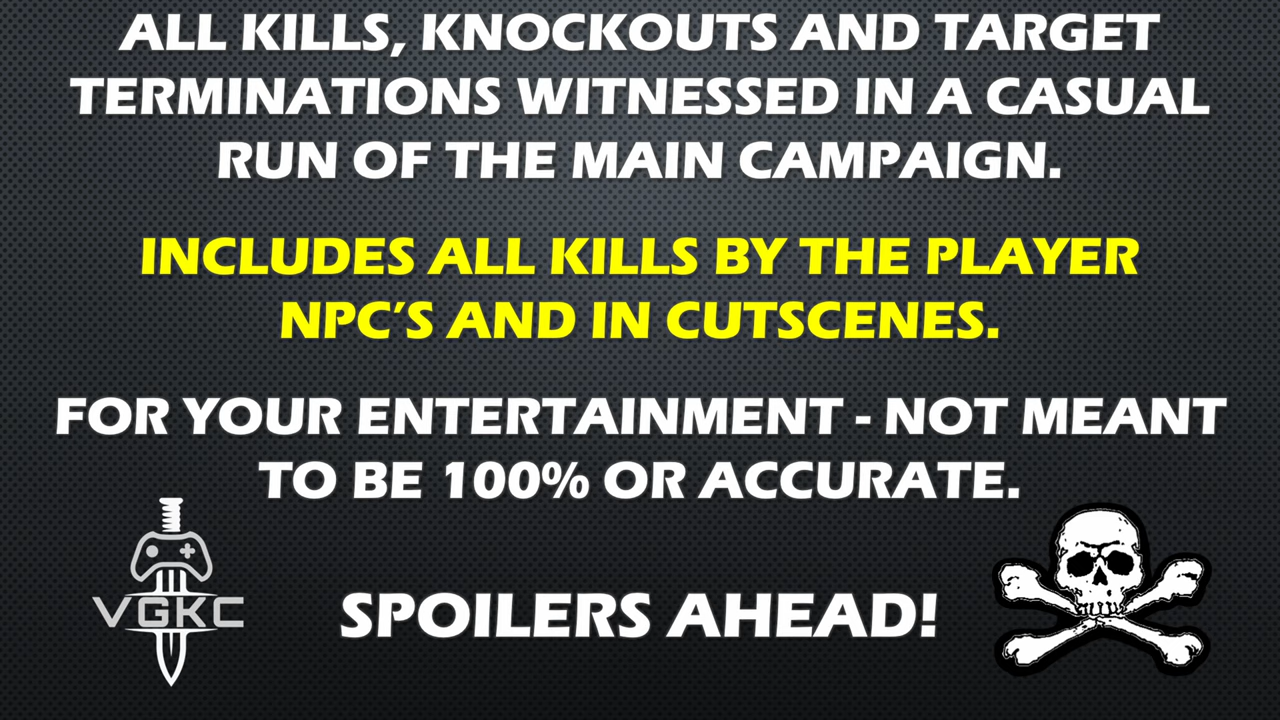 ALL KILLS, KNOCKOUTS AND TARGET
TERMINATIONS WITNESSED IN A CASUAL
RUN OF THE MAIN CAMPAIGN.
INCLUDES ALL KILLS BY THE PLAYER
NPC'S AND IN CUTSCENES.
FOR YOUR ENTERTAINMENT - NOT MEANT
TO BE 100% OR ACCURATE.
VGKC
SPOILERS AHEAD!